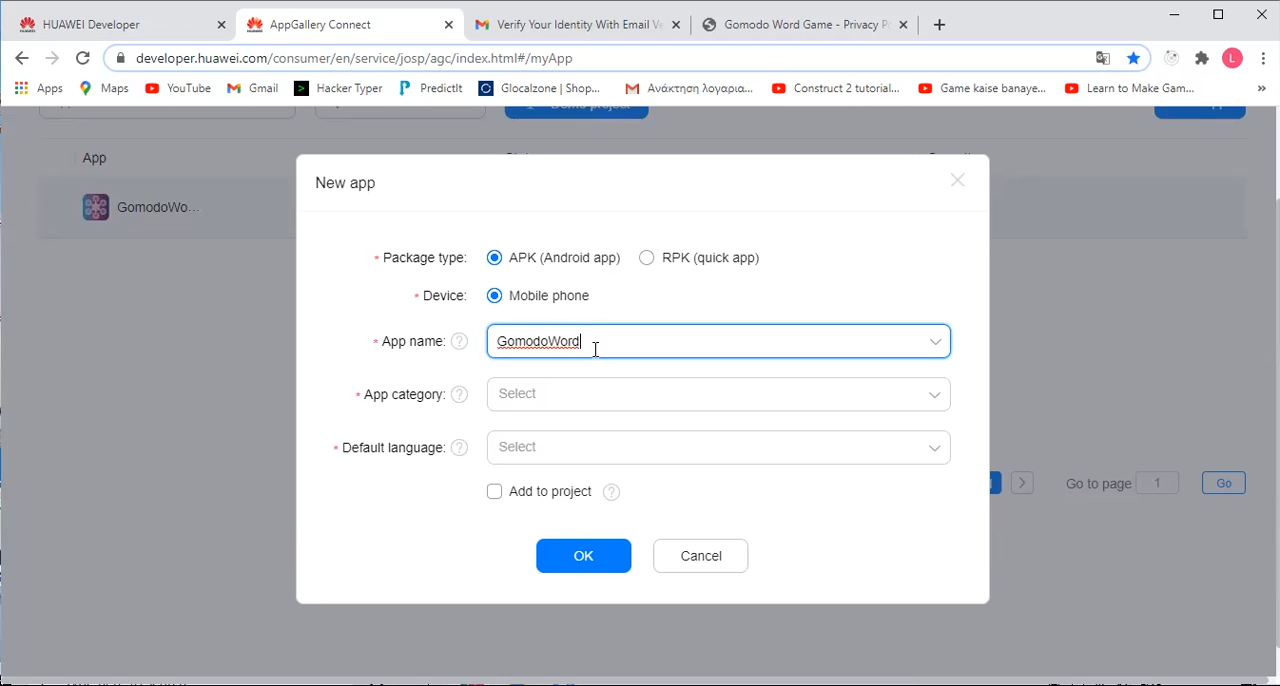 HUAWEI Developer
AppGallery Connect
Verify Your Identity With Email Ve
Gomodo Word Game - Privacy Po
developer.huawei.com/consumer/en/service/josp/agc/index.html#/myApp
L
Apps
Maps
YouTube
Gmail
Hacker Typer
PredictIt
Glocalzone | Shop...
Ανάκτηση λογαρια...
Construct 2 tutorial...
Game kaise banaye...
Learn to Make Gam...
»
Demo project
App
GomodoWo...
New app
* Package type: APK (Android app) RPK (quick app)
* Device: Mobile phone
* App name: ? GomodoWord
* App category: ? Select
* Default language: ? Select
Add to project ?
OK Cancel
Go to page 1 Go